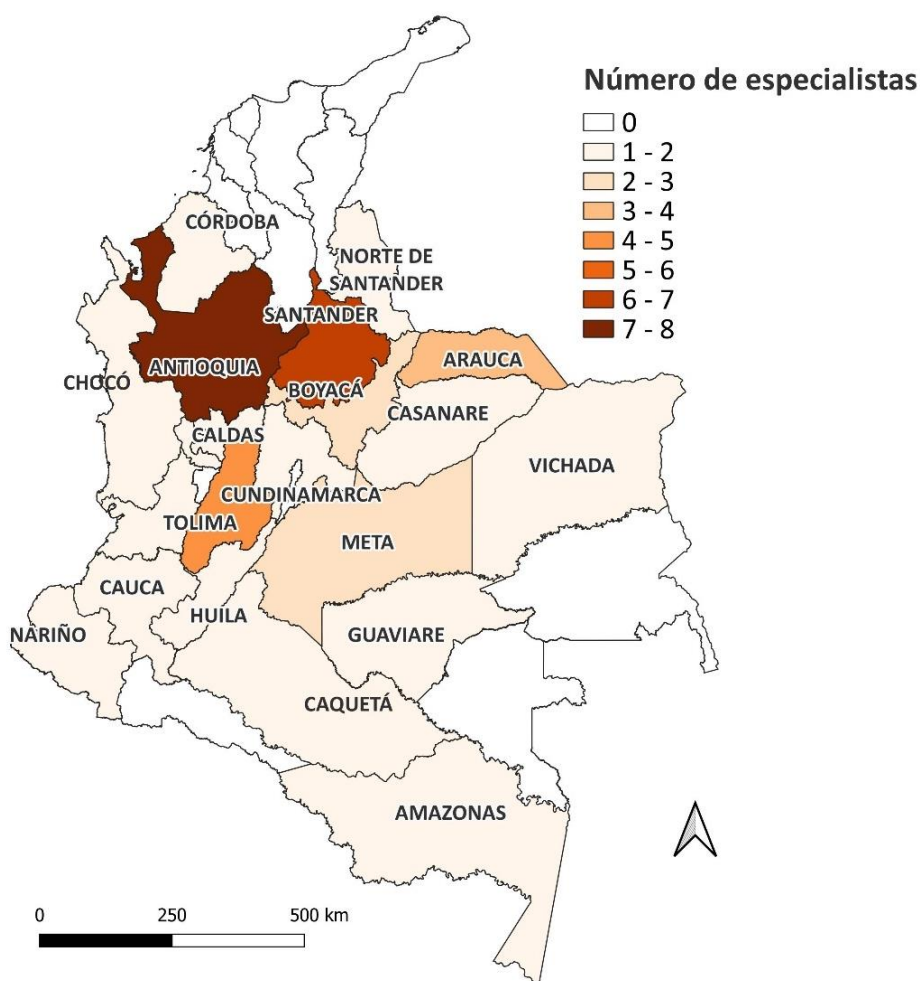 Número de especialistas
0
1 - 2
2 - 3
3 - 4
4 - 5
5 - 6
6 - 7
7 - 8
CÓRDOBA
NORTE DE
SANTANDER
SANTANDER
ARAUCA
ANTIOQUIA
CHOCÓ
BOYACÁ
CASANARE
CALDAS
VICHADA
CUNDINAMARCA
TOLIMA
META
CAUCA
HUILA
NARIÑO
GUAVIARE
CAQUETÁ
AMAZONAS
0 250 500 km